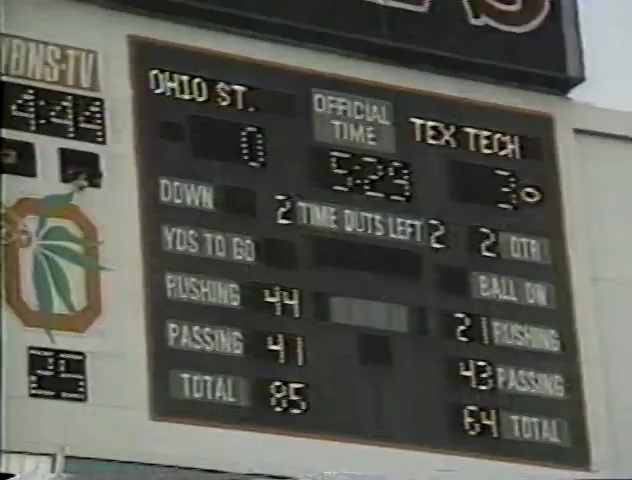 WBNS-TV
4:44
OHIO ST.
OFFICIAL TIME
TEX TECH
0
5:29
3
DOWN
2 TIME OUTS LEFT 2
2 QTR
YDS TO GO
BALL ON
RUSHING 44
21 RUSHING
PASSING 41
43 PASSING
TOTAL 85
64 TOTAL